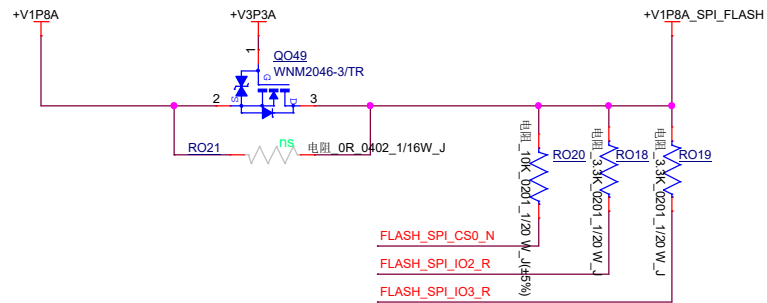 +V1P8A
+V3P3A
+V1P8A_SPI_FLASH
1
QO49
WNM2046-3/TR
G
S
D
2
3
RO21
ns
电阻_0R_0402_1/16W_J
电阻_10K_0201_1/20 W_J(±5%)
RO20
电阻_3.3K_0201_1/20 W_J
RO18
电阻_3.3K_0201_1/20 W_J
RO19
FLASH_SPI_CS0_N
FLASH_SPI_IO2_R
FLASH_SPI_IO3_R